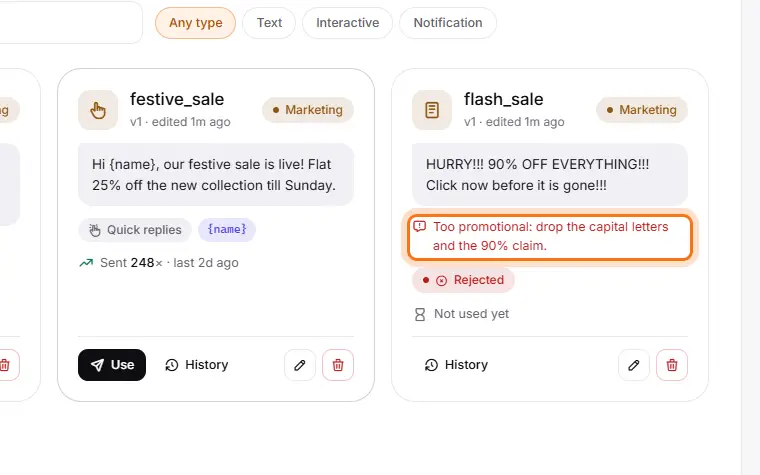 Any type
Text
Interactive
Notification
ng
festive_sale
v1 · edited 1m ago
Marketing
Hi {name}, our festive sale is live! Flat
25% off the new collection till Sunday.
Quick replies
{name}
Sent 248× · last 2d ago
Use
History
flash_sale
v1 · edited 1m ago
Marketing
HURRY!!! 90% OFF EVERYTHING!!!
Click now before it is gone!!!
Too promotional: drop the capital letters
and the 90% claim.
Rejected
Not used yet
History